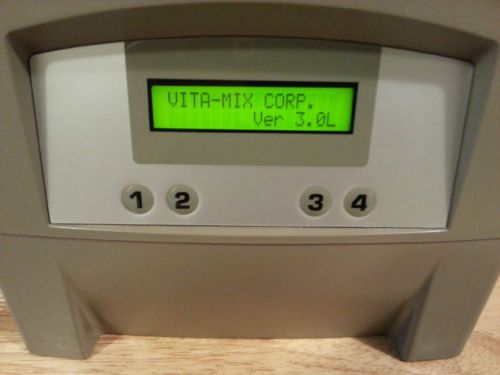 VITA-MIX CORP.
Ver 3.0L
1 2 3 4